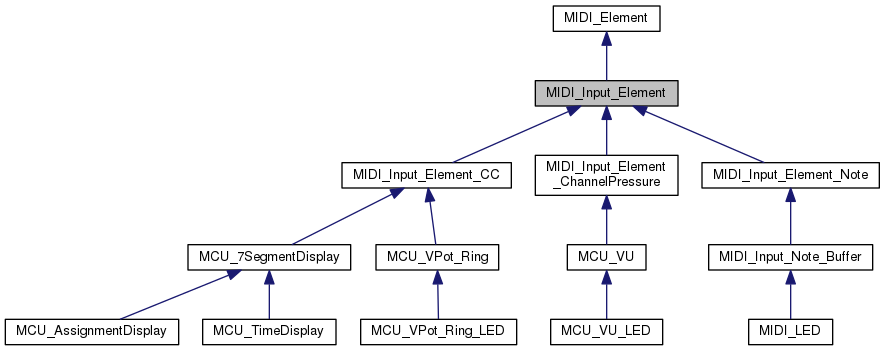 MIDI_Element
MIDI_Input_Element
MIDI_Input_Element_CC
MIDI_Input_Element
_ChannelPressure
MIDI_Input_Element_Note
MCU_7SegmentDisplay
MCU_VPot_Ring
MCU_VU
MIDI_Input_Note_Buffer
MCU_AssignmentDisplay
MCU_TimeDisplay
MCU_VPot_Ring_LED
MCU_VU_LED
MIDI_LED